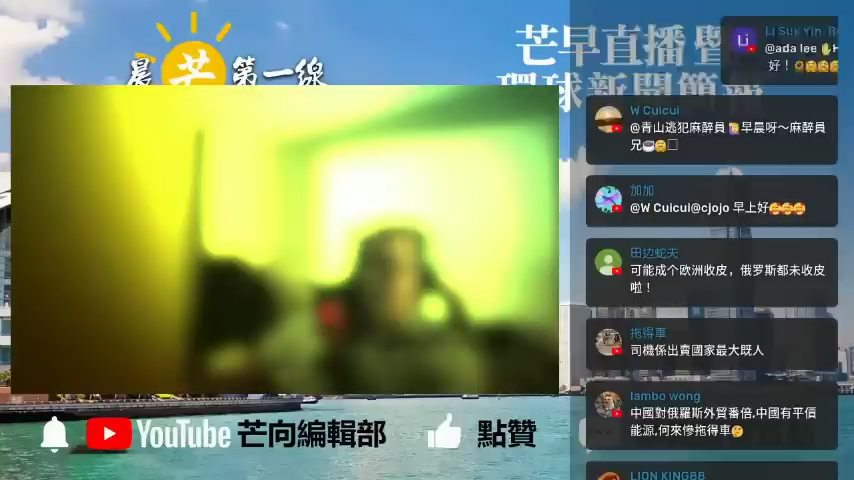 晨芒第一線
芒早直播
環球新聞簡報
Li Suk Yin
@ada lee
好！
W Cuicui
@青山逃犯麻醉員🙋早晨呀～麻醉員
兄☕🤗
加加
@W Cuicui@cjojo 早上好🥰🥰🥰
田边蛇夫
可能成个欧洲收皮，俄罗斯都未收皮
啦！
拖得車
司機係出賣國家最大既人
lambo wong
中國對俄羅斯外貿番倍,中國有平價
能源,何來慘拖得車🤔
LION KING88
YouTube 芒向編輯部 點贊